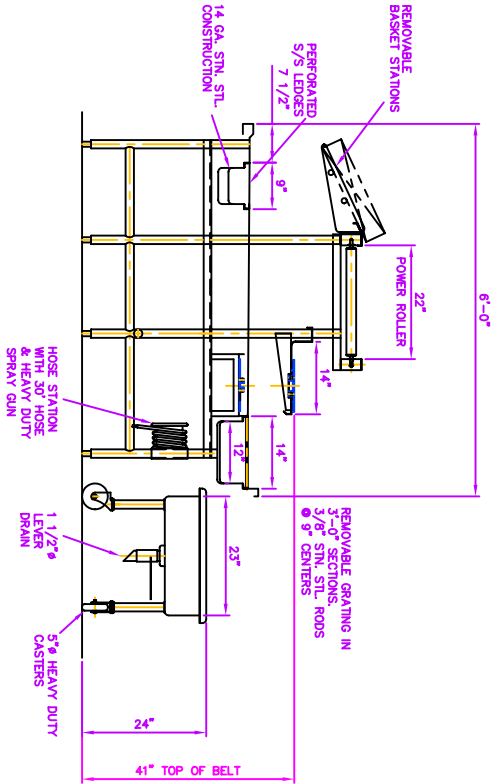 6'-0"
REMOVABLE
BASKET STATIONS
22"
POWER ROLLER
PERFORATED
S/S LEDGES
7 1/2"
9"
14 GA. STN. STL.
CONSTRUCTION
14"
14"
12"
REMOVABLE GRATING IN
3'-0" SECTIONS.
3/8" STN. STL. RODS
@ 9" CENTERS
HOSE STATION
WITH 30' HOSE
& HEAVY DUTY
SPRAY GUN
23"
1 1/2"ø
LEVER
DRAIN
5"ø HEAVY DUTY
CASTERS
24"
41" TOP OF BELT